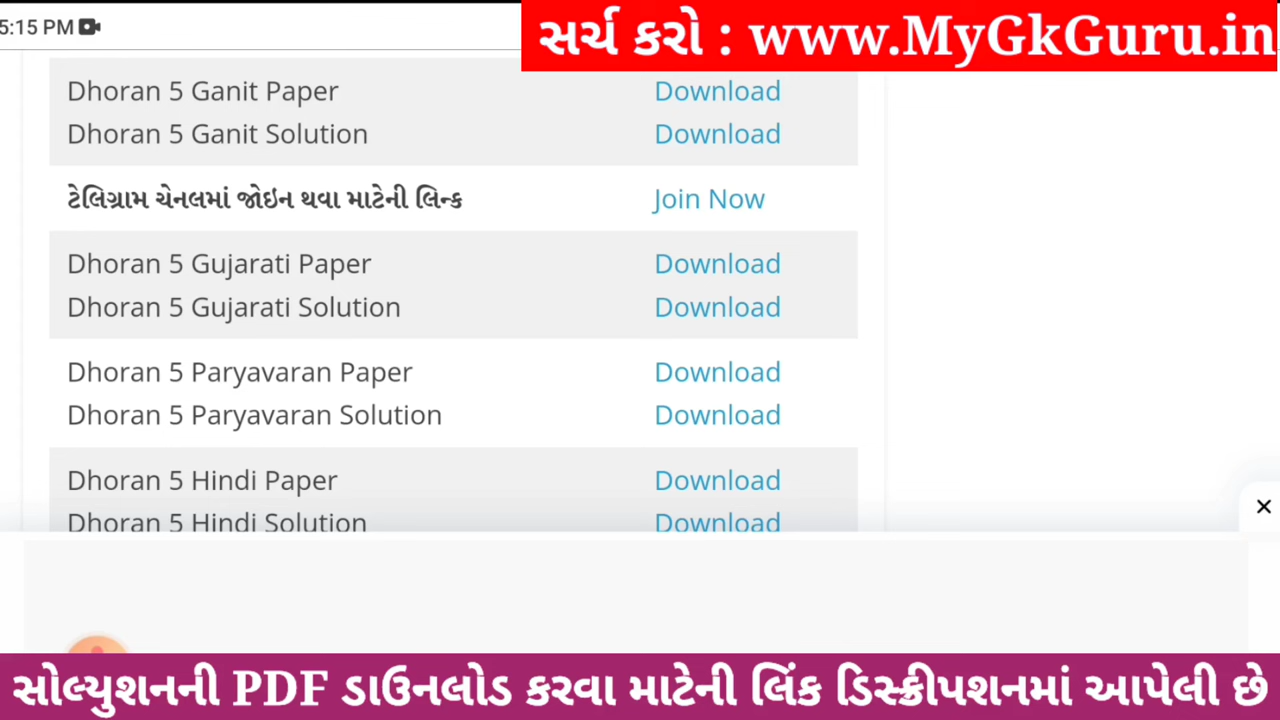 5:15 PM
સર્ચ કરો : www.MyGkGuru.in
Dhoran 5 Ganit Paper Download
Dhoran 5 Ganit Solution Download
ટેલિગ્રામ ચેનલમાં જોઇન થવા માટેની લિન્ક Join Now
Dhoran 5 Gujarati Paper Download
Dhoran 5 Gujarati Solution Download
Dhoran 5 Paryavaran Paper Download
Dhoran 5 Paryavaran Solution Download
Dhoran 5 Hindi Paper Download
Dhoran 5 Hindi Solution Download
સોલ્યુશનની PDF ડાઉનલોડ કરવા માટેની લિંક ડિસ્ક્રીપશનમાં આપેલી છે